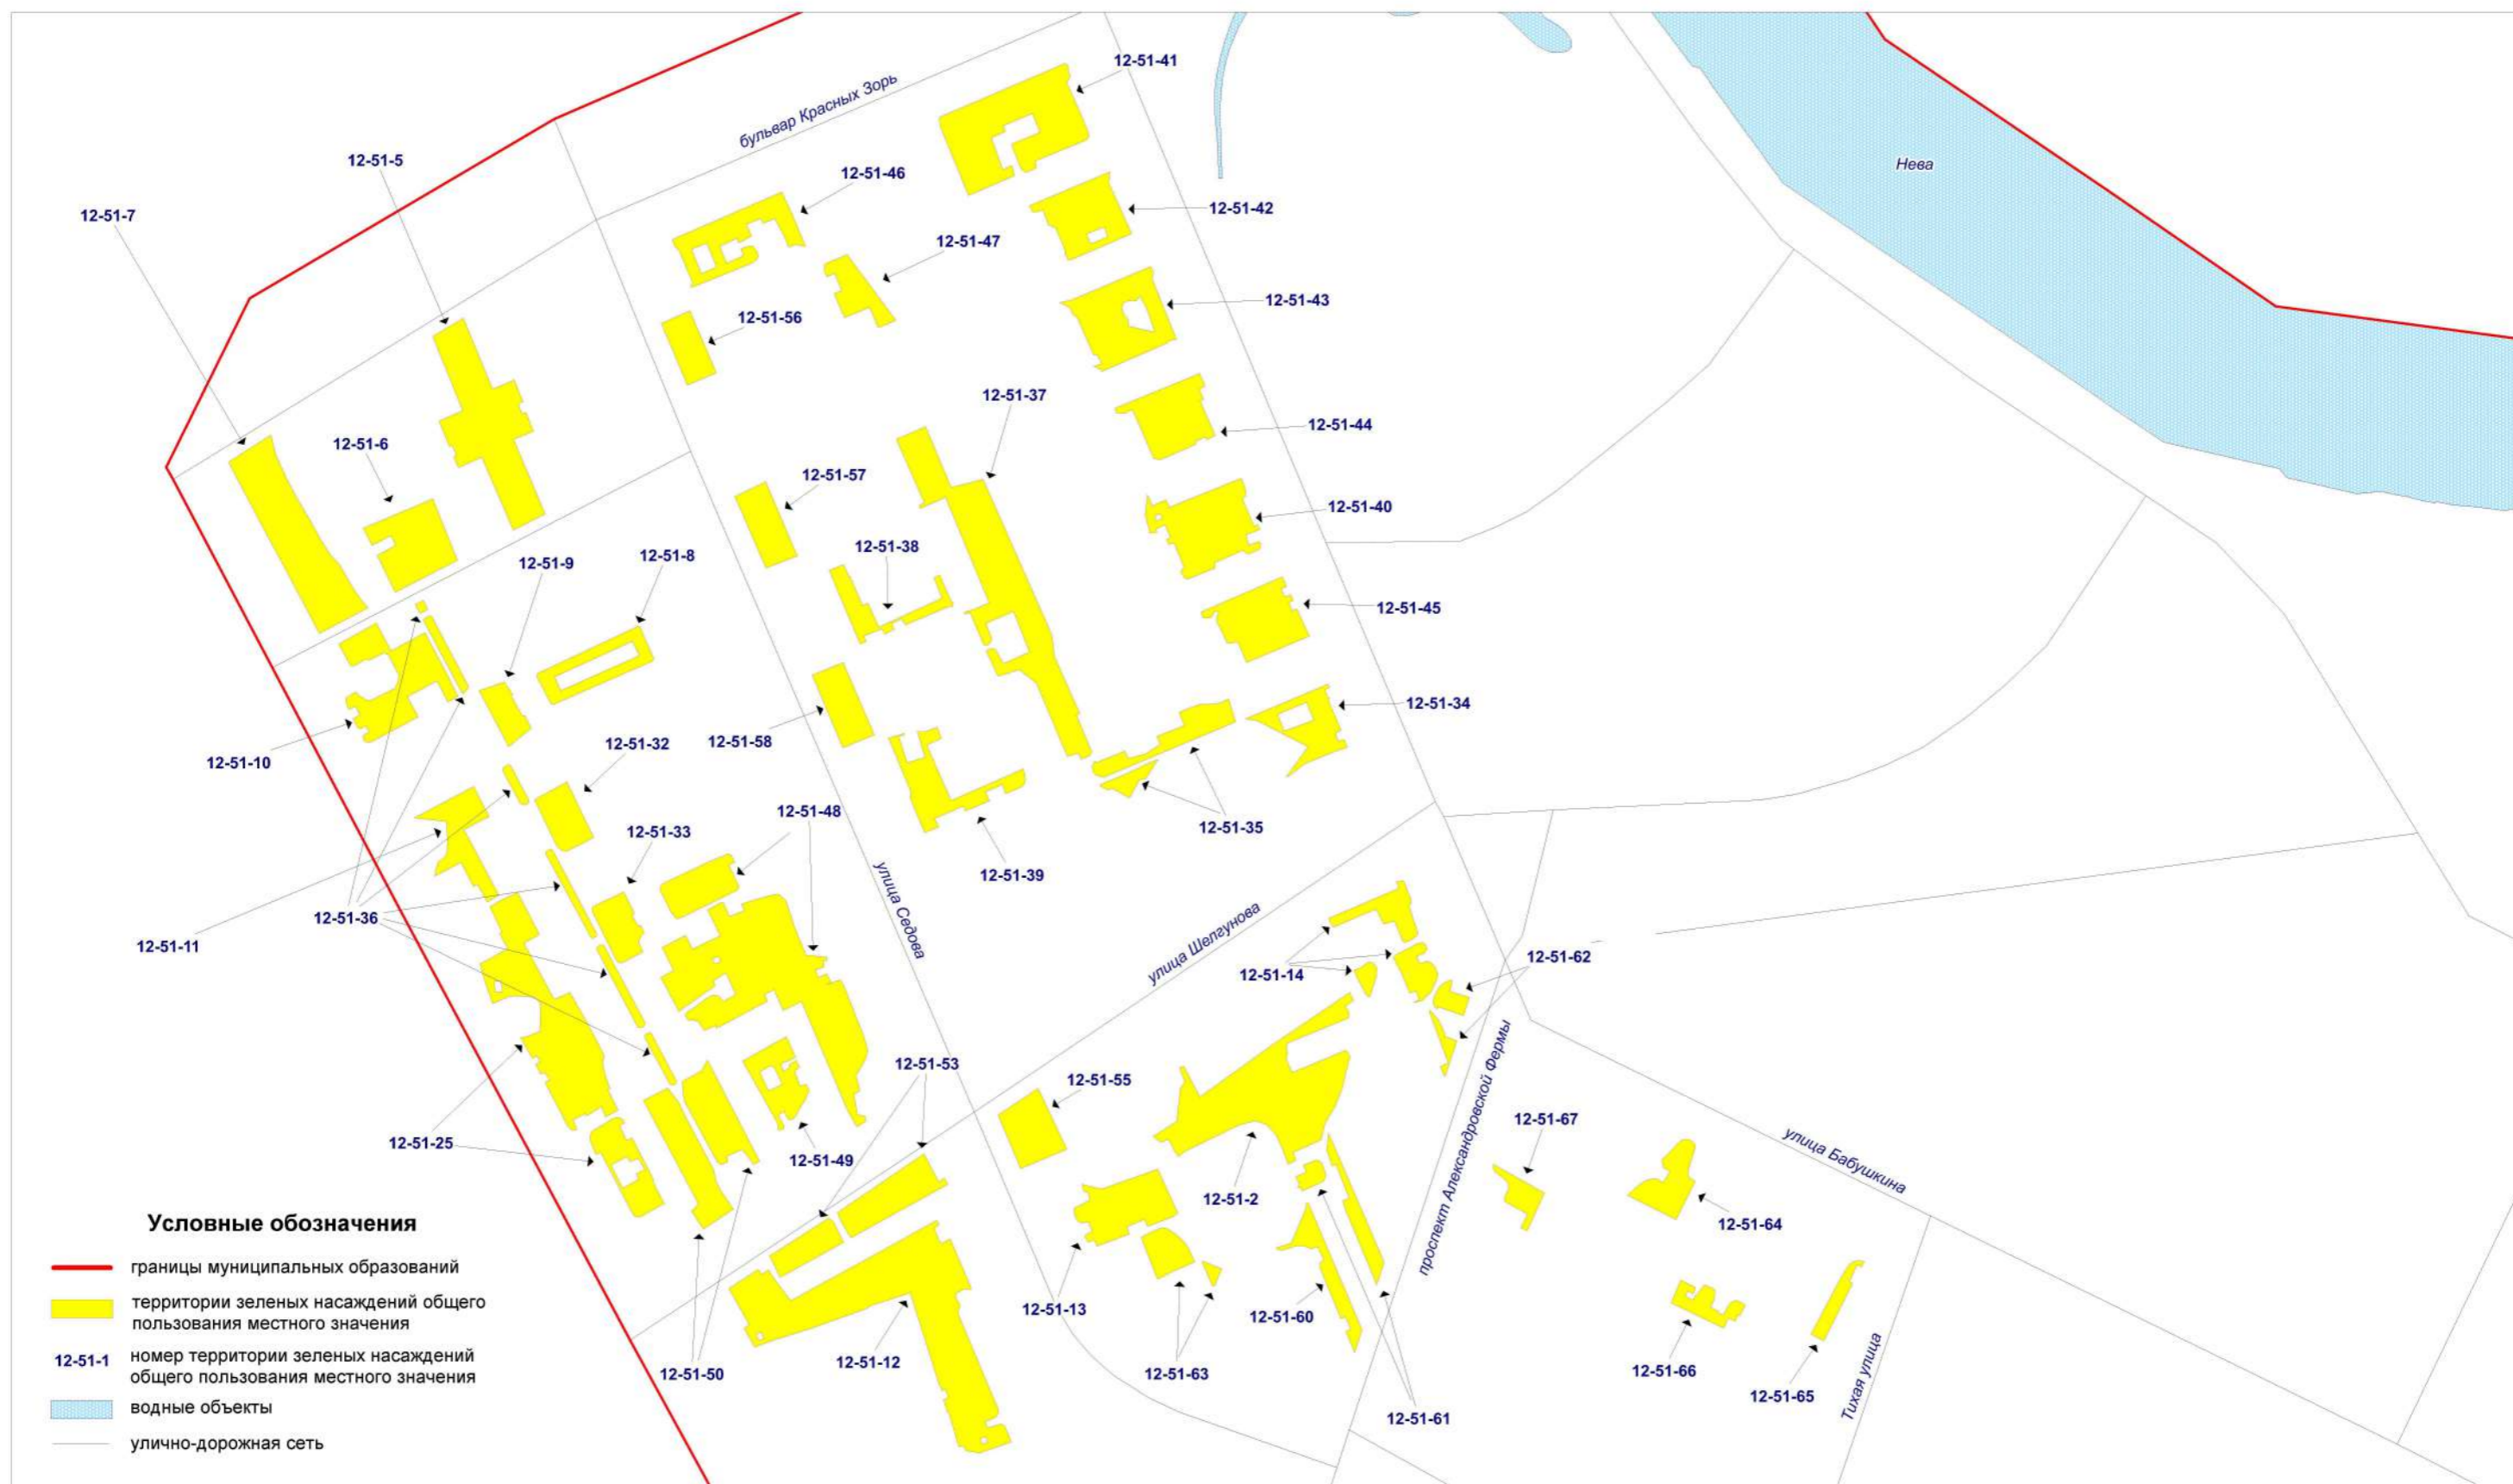 12-51-41
бульвар Красных Зорь
12-51-5
Нева
12-51-46
12-51-7
12-51-42
12-51-47
12-51-43
12-51-56
12-51-37
12-51-44
12-51-6
12-51-57
12-51-40
12-51-38
12-51-8
12-51-9
12-51-45
12-51-34
12-51-58
12-51-32
12-51-10
12-51-48
12-51-35
12-51-33
12-51-39
улица Седова
12-51-36
12-51-11
улица Шелгунова
12-51-62
12-51-14
12-51-53
12-51-55
12-51-67
12-51-25
12-51-49
улица Бабушкина
проспект Александровской Фермы
12-51-2
12-51-64
12-51-13
12-51-60
12-51-12
12-51-50
12-51-63
12-51-66
12-51-65
Тихая улица
12-51-61
Условные обозначения
границы муниципальных образований
территории зеленых насаждений общего
пользования местного значения
12-51-1 номер территории зеленых насаждений
общего пользования местного значения
водные объекты
улично-дорожная сеть